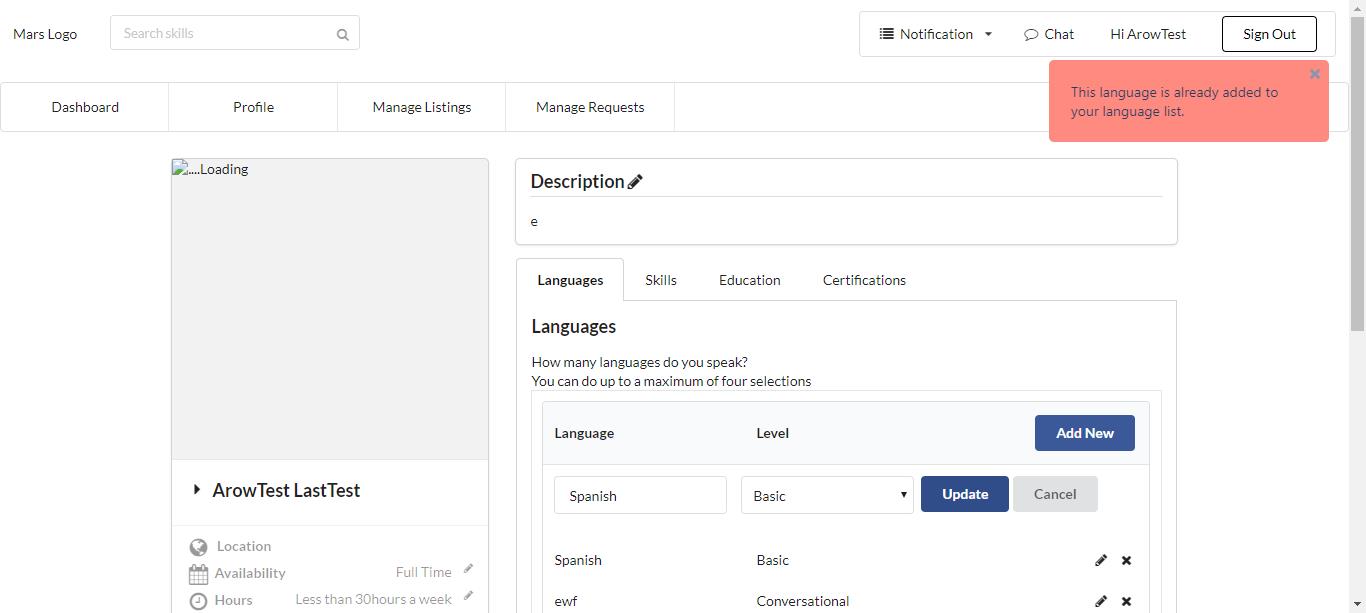 Mars Logo
Search skills
Notification
Chat
Hi ArowTest
Sign Out
This language is already added to
your language list.
Dashboard
Profile
Manage Listings
Manage Requests
....Loading
ArowTest LastTest
Location
Availability
Full Time
Hours
Less than 30hours a week
Description
e
Languages
Skills
Education
Certifications
Languages
How many languages do you speak?
You can do up to a maximum of four selections
Language
Level
Add New
Spanish
Basic
Update
Cancel
Spanish
Basic
ewf
Conversational